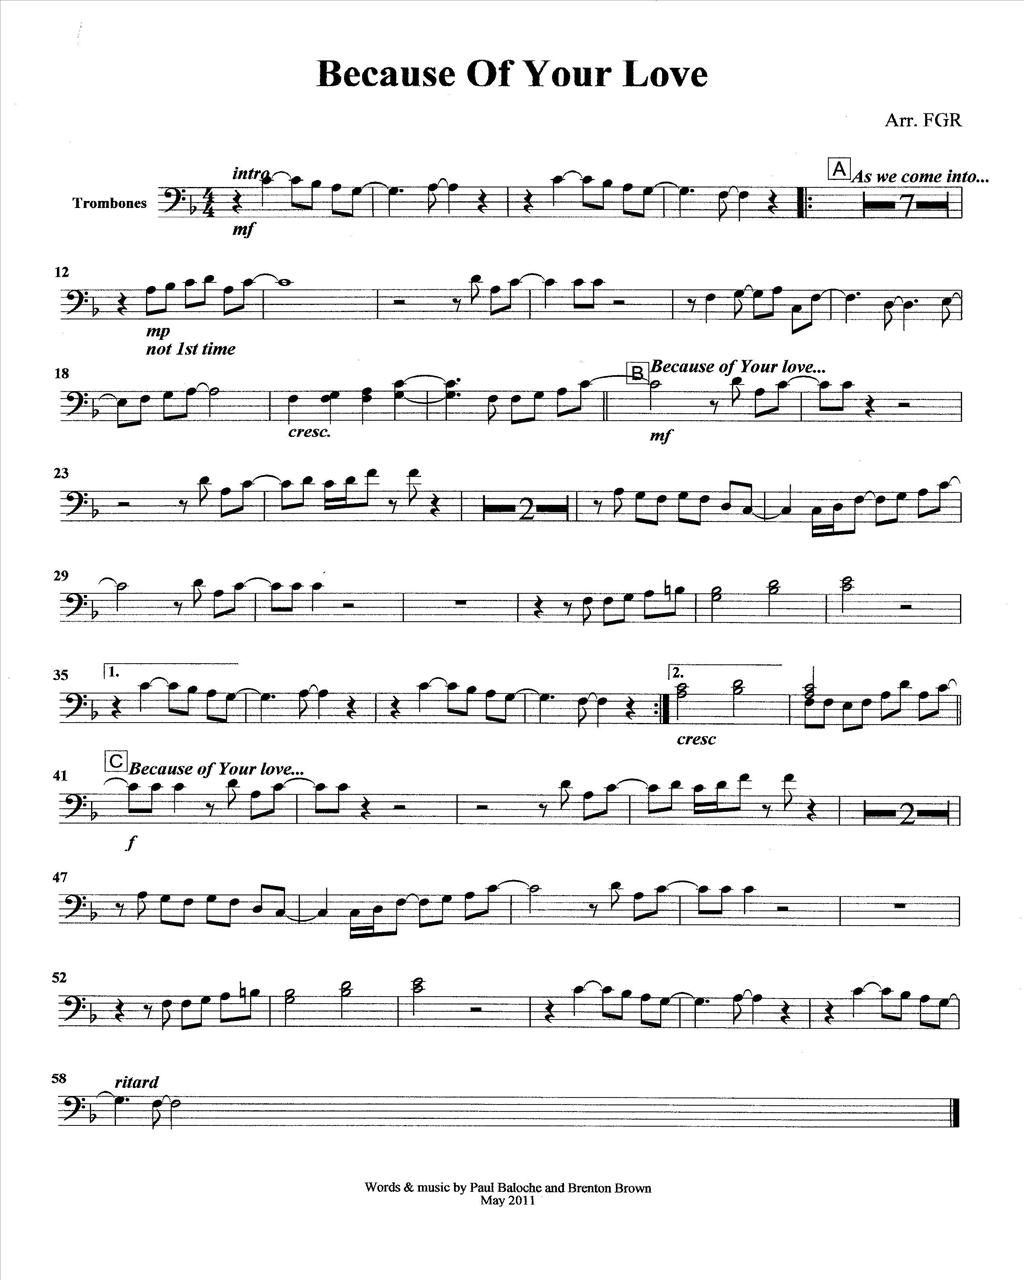 Because Of Your Love
Arr. FGR
intro
A As we come into...
Trombones
4
4
7
mf
12
mp
not 1st time
18
B Because of Your love...
cresc.
mf
23
2
2
29
35
1.
2.
cresc
41
C Because of Your love...
2
f
47
52
58
ritard
Words & music by Paul Baloche and Brenton Brown
May 2011